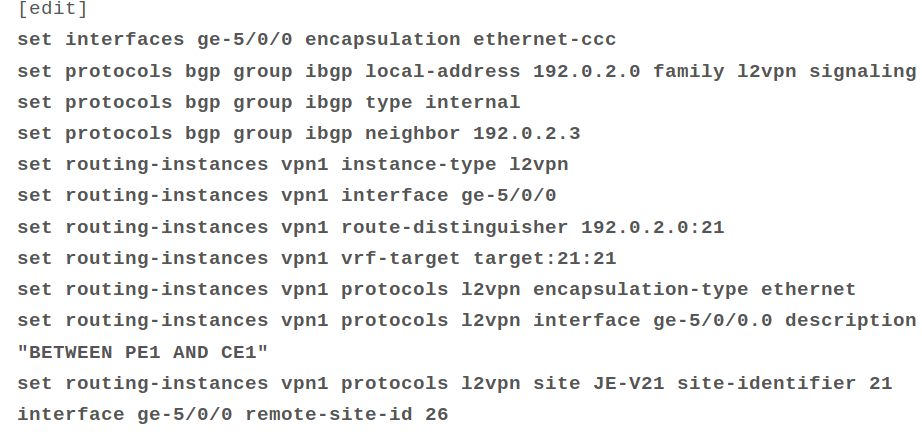 [edit]
set interfaces ge-5/0/0 encapsulation ethernet-ccc
set protocols bgp group ibgp local-address 192.0.2.0 family l2vpn signaling
set protocols bgp group ibgp type internal
set protocols bgp group ibgp neighbor 192.0.2.3
set routing-instances vpn1 instance-type l2vpn
set routing-instances vpn1 interface ge-5/0/0
set routing-instances vpn1 route-distinguisher 192.0.2.0:21
set routing-instances vpn1 vrf-target target:21:21
set routing-instances vpn1 protocols l2vpn encapsulation-type ethernet
set routing-instances vpn1 protocols l2vpn interface ge-5/0/0.0 description
"BETWEEN PE1 AND CE1"
set routing-instances vpn1 protocols l2vpn site JE-V21 site-identifier 21
interface ge-5/0/0 remote-site-id 26